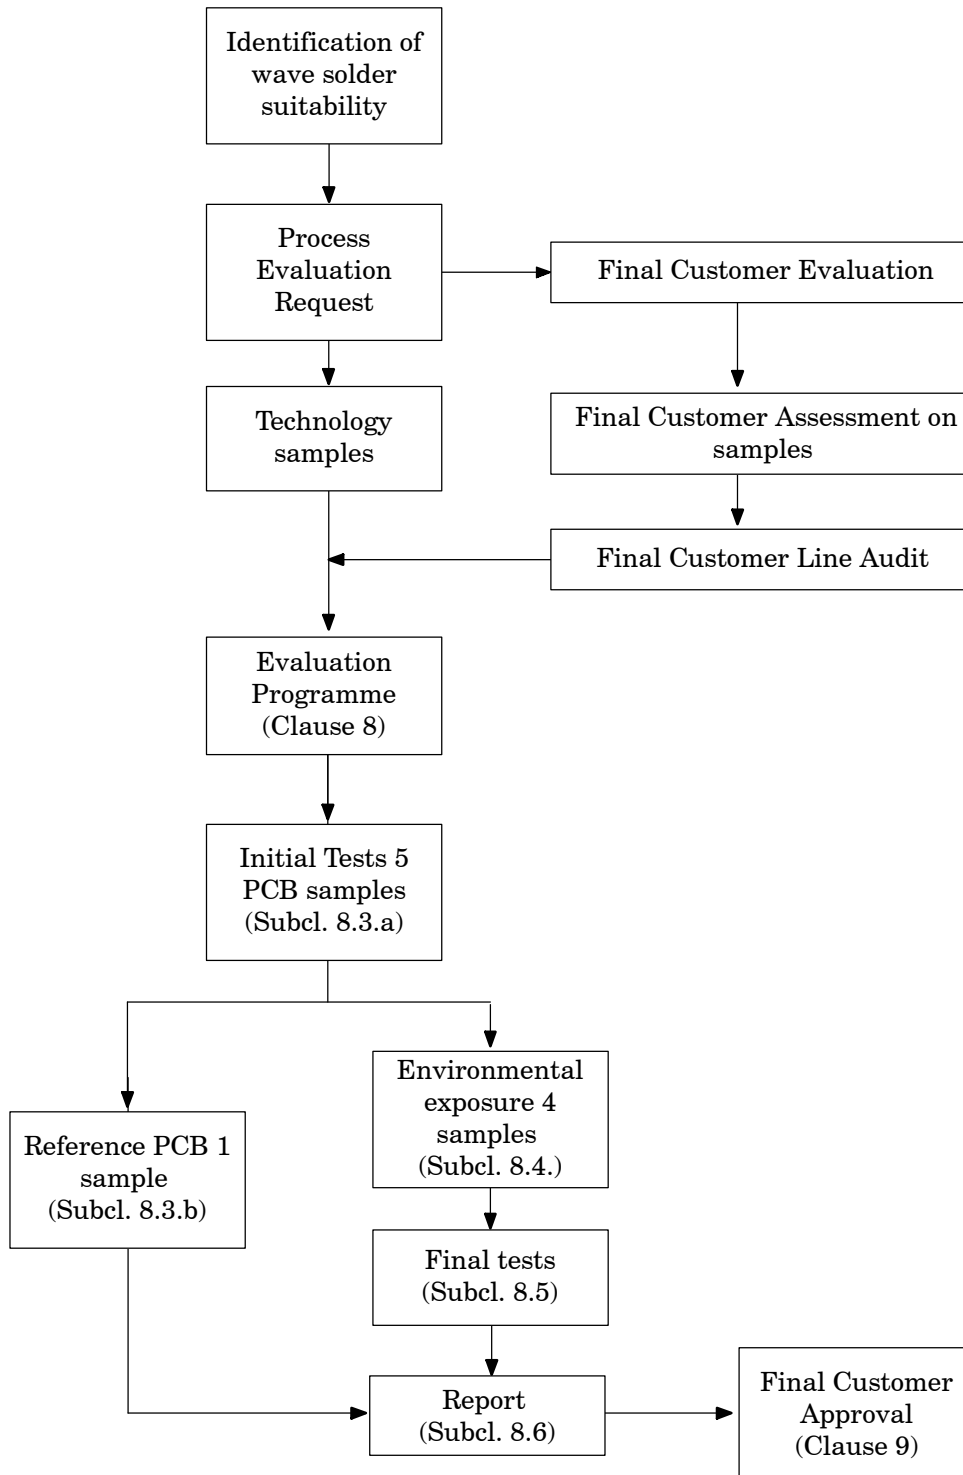 Identification of
wave solder
suitability
Process
Evaluation
Request
Final Customer Evaluation
Technology
samples
Final Customer Assessment on
samples
Final Customer Line Audit
Evaluation
Programme
(Clause 8)
Initial Tests 5
PCB samples
(Subcl. 8.3.a)
Reference PCB 1
sample
(Subcl. 8.3.b)
Environmental
exposure 4
samples
(Subcl. 8.4.)
Final tests
(Subcl. 8.5)
Report
(Subcl. 8.6)
Final Customer
Approval
(Clause 9)